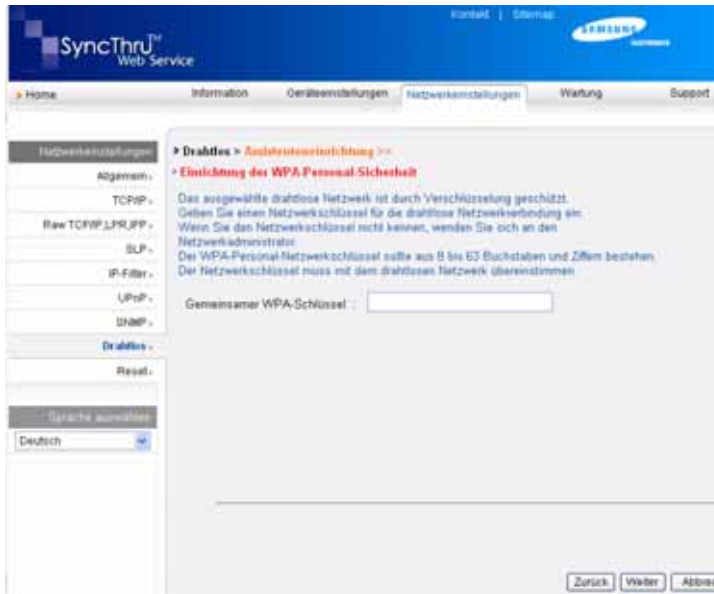 Kontakt | Sitemap
SAMSUNG
ELECTRONICS
SyncThru™
Web Service
Home
Information
Geräteeinstellungen
Netzwerkeinstellungen
Wartung
Support
Netzwerkeinstellungen
Allgemein
TCP/IP
Raw TCP/IP,LPR,IPP
SLP
IP-Filter
UPnP
SNMP
Drahtlos
Reset
Sprache auswählen
Deutsch
Drahtlos > Assistenteneinrichtung >>
Einrichtung der WPA-Personal-Sicherheit
Das ausgewählte drahtlose Netzwerk ist durch Verschlüsselung geschützt.
Geben Sie einen Netzwerkschlüssel für die drahtlose Netzwerkverbindung ein.
Wenn Sie den Netzwerkschlüssel nicht kennen, wenden Sie sich an den
Netzwerkadministrator.
Der WPA-Personal-Netzwerkschlüssel sollte aus 8 bis 63 Buchstaben und Ziffern bestehen.
Der Netzwerkschlüssel muss mit dem drahtlosen Netzwerk übereinstimmen.
Gemeinsamer WPA-Schlüssel :
Zurück
Weiter
Abbrec